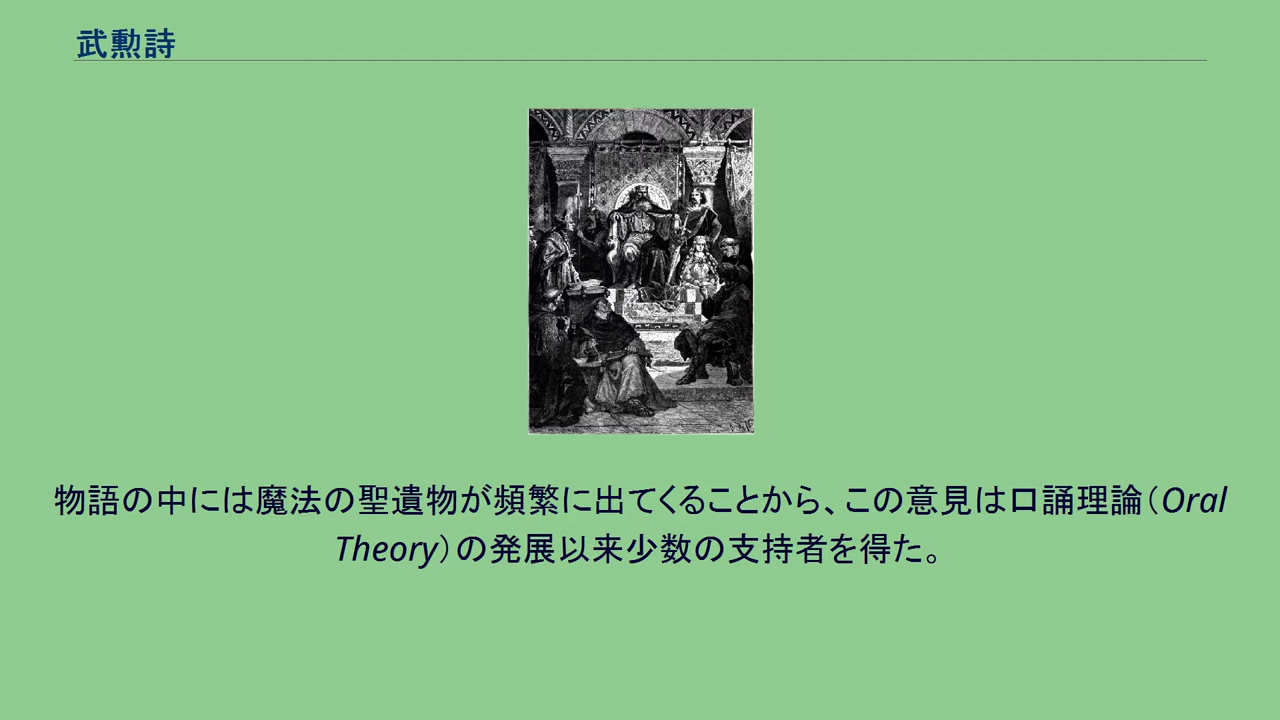 武勲詩
物語の中には魔法の聖遺物が頻繁に出てくることから、この意見は口誦理論（Oral
Theory）の発展以来少数の支持者を得た。